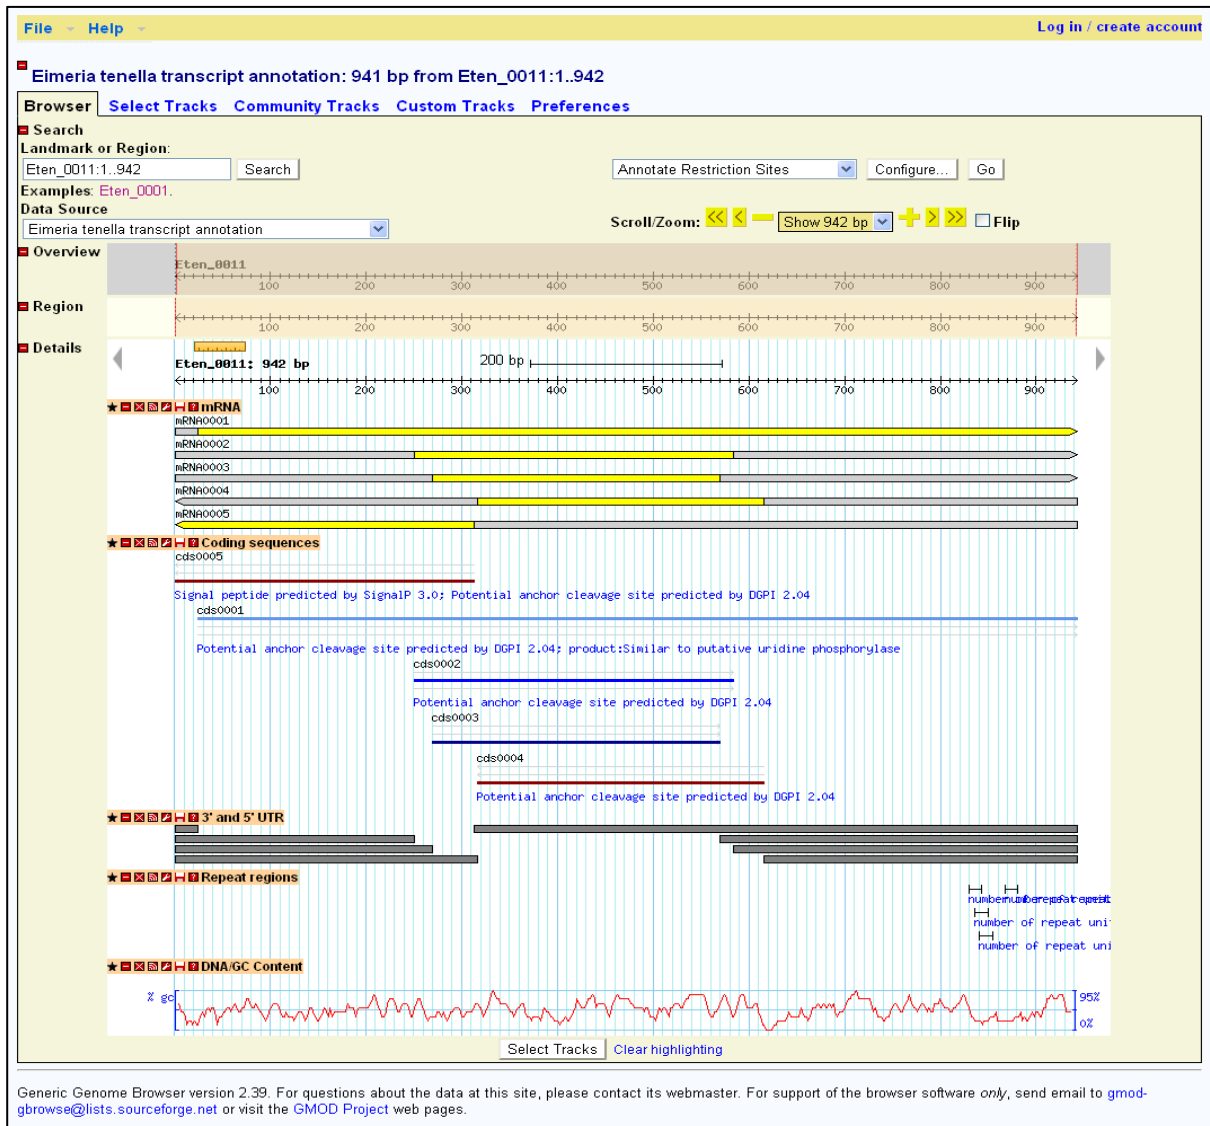 File Help Log in / create account
Eimeria tenella transcript annotation: 941 bp from Eten_0011:1..942
Browser Select Tracks Community Tracks Custom Tracks Preferences
Search
Landmark or Region:
Eten_0011:1..942 Search Annotate Restriction Sites Configure... Go
Examples: Eten_0001.
Data Source
Eimeria tenella transcript annotation Scroll/Zoom: << < Show 942 bp > >> Flip
Overview
Eten_0011
100 200 300 400 500 600 700 800 900
Region
100 200 300 400 500 600 700 800 900
Details
Eten_0011: 942 bp 200 bp
100 200 300 400 500 600 700 800 900
mRNA
mRNA0001
mRNA0002
mRNA0003
mRNA0004
mRNA0005
Coding sequences
cds0005
Signal peptide predicted by SignalP 3.0; Potential anchor cleavage site predicted by DGPI 2.04
cds0001
Potential anchor cleavage site predicted by DGPI 2.04; product:Similar to putative uridine phosphorylase
cds0002
Potential anchor cleavage site predicted by DGPI 2.04
cds0003
cds0004
Potential anchor cleavage site predicted by DGPI 2.04
3' and 5' UTR
Repeat regions
number of repeat uni
number of repeat uni
DNA/GC Content
% gc 95%
0%
Select Tracks Clear highlighting
Generic Genome Browser version 2.39. For questions about the data at this site, please contact its webmaster. For support of the browser software only, send email to gmod-
gbrowse@lists.sourceforge.net or visit the GMOD Project web pages.